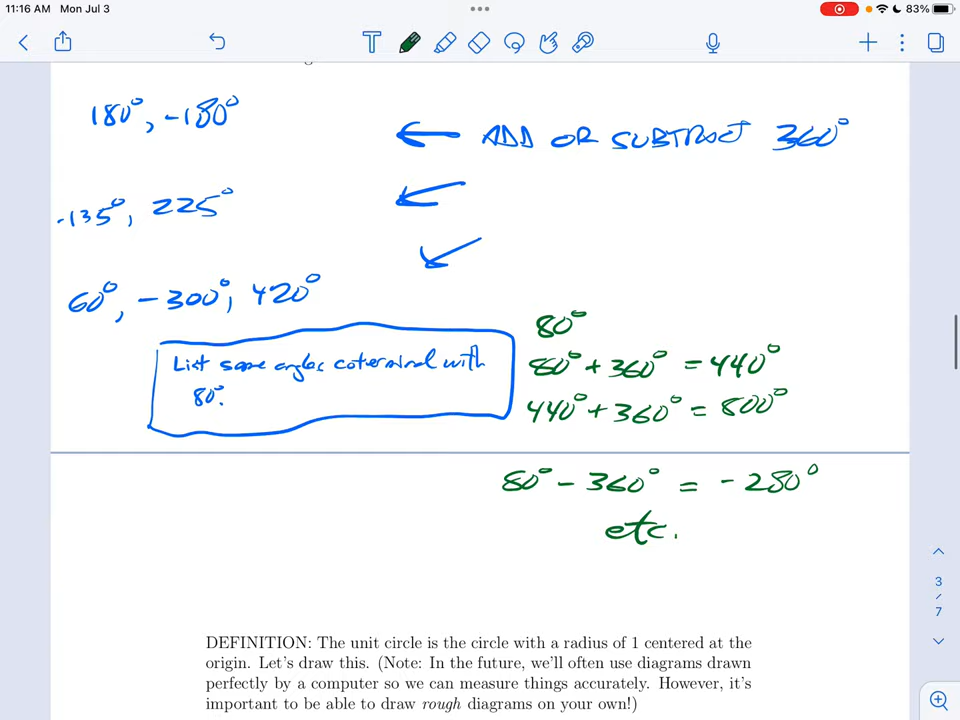 11:16 AM Mon Jul 3
83%
180°, -180°
← ADD OR SUBTRACT 360°
-135°, 225°
60°, -300°, 420°
List some angles coterminal with
80°.
80°
80° + 360° = 440°
440° + 360° = 800°
80° - 360° = -280°
etc.
3
/
7
DEFINITION: The unit circle is the circle with a radius of 1 centered at the
origin. Let's draw this. (Note: In the future, we'll often use diagrams drawn
perfectly by a computer so we can measure things accurately. However, it's
important to be able to draw rough diagrams on your own!)